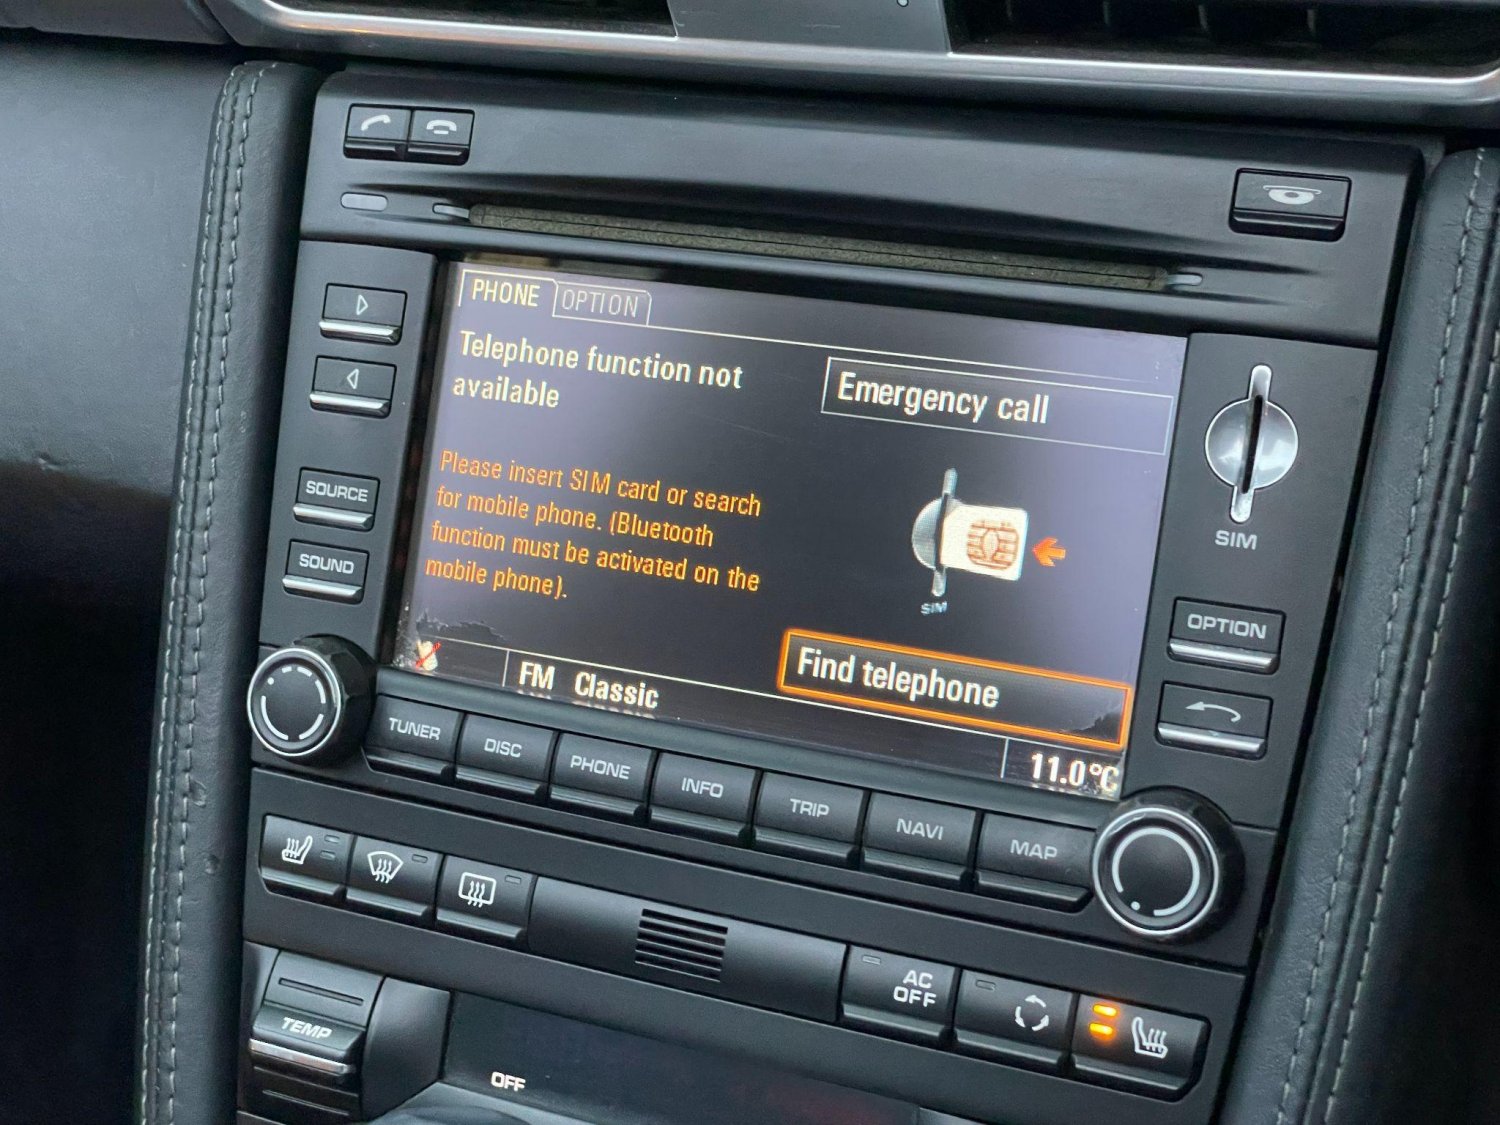 PHONE OPTION
Telephone function not
available
Emergency call
Please insert SIM card or search
for mobile phone. (Bluetooth
function must be activated on the
mobile phone).
SIM
Find telephone
FM Classic
11.0°C
SOURCE
SOUND
SIM
OPTION
TUNER DISC PHONE INFO TRIP NAVI MAP
AC
OFF
TEMP
OFF